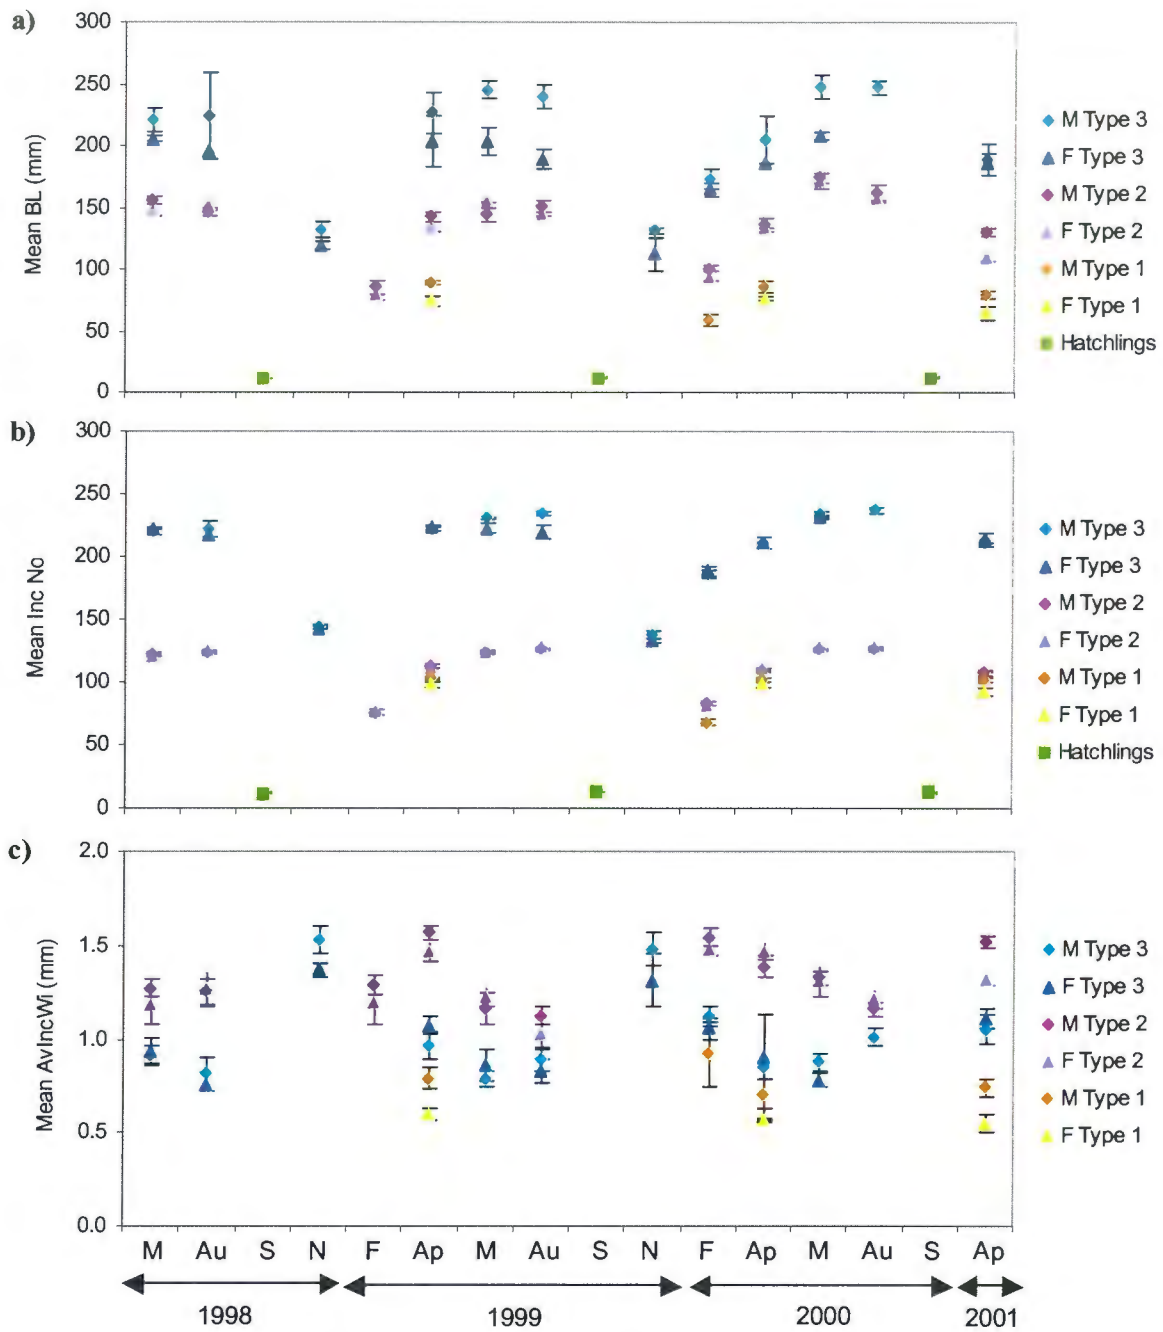 a)
300
250
200
150
100
50
0
Mean BL (mm)
M Type 3
F Type 3
M Type 2
F Type 2
M Type 1
F Type 1
Hatchlings
b)
300
250
200
150
100
50
0
Mean Inc No
M Type 3
F Type 3
M Type 2
F Type 2
M Type 1
F Type 1
Hatchlings
c)
2.0
1.5
1.0
0.5
0.0
Mean AvIncWi (mm)
M Type 3
F Type 3
M Type 2
F Type 2
M Type 1
F Type 1
M Au S N F Ap M Au S N F Ap M Au S Ap
1998 1999 2000 2001